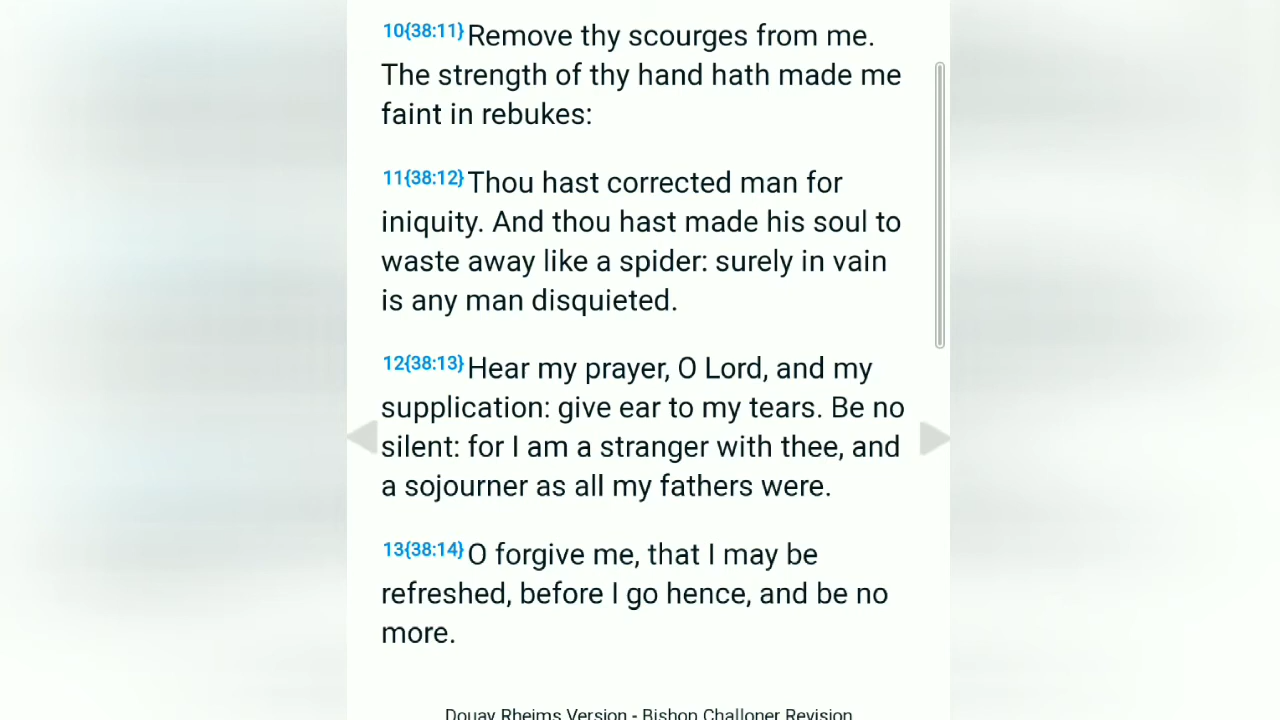 10{38:11} Remove thy scourges from me.
The strength of thy hand hath made me
faint in rebukes:
11{38:12} Thou hast corrected man for
iniquity. And thou hast made his soul to
waste away like a spider: surely in vain
is any man disquieted.
12{38:13} Hear my prayer, O Lord, and my
supplication: give ear to my tears. Be no
silent: for I am a stranger with thee, and
a sojourner as all my fathers were.
13{38:14} O forgive me, that I may be
refreshed, before I go hence, and be no
more.
Douay Rheims Version - Bishop Challoner Revision